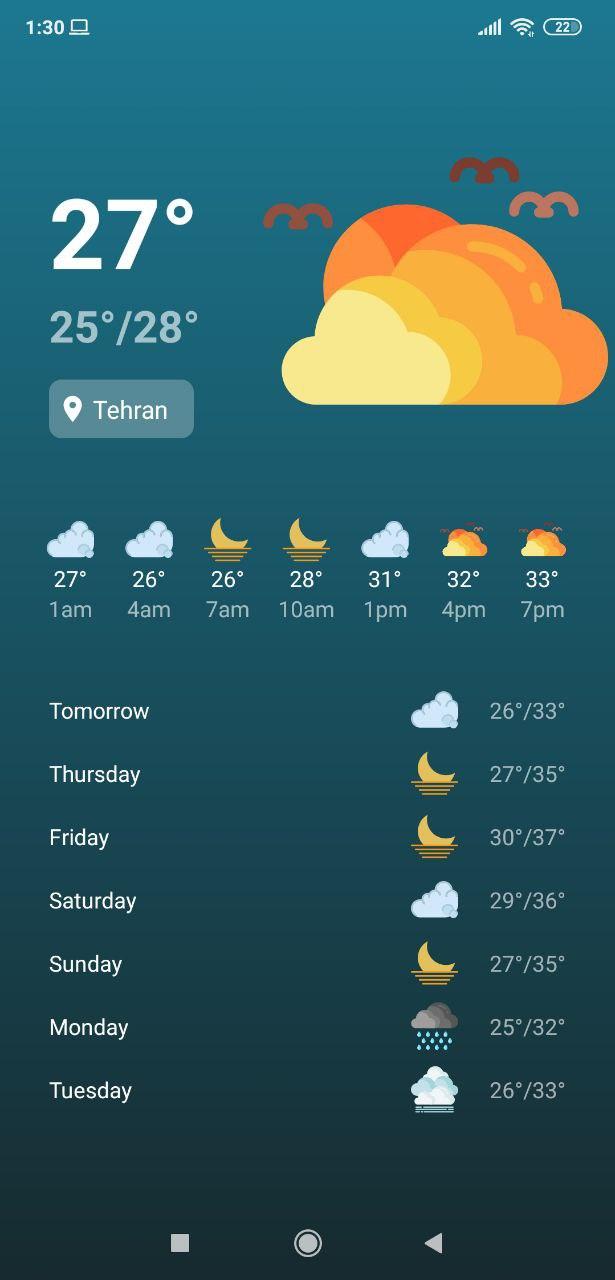 1:30 22
27°
25°/28°
Tehran
27° 26° 26° 28° 31° 32° 33°
1am 4am 7am 10am 1pm 4pm 7pm
Tomorrow 26°/33°
Thursday 27°/35°
Friday 30°/37°
Saturday 29°/36°
Sunday 27°/35°
Monday 25°/32°
Tuesday 26°/33°